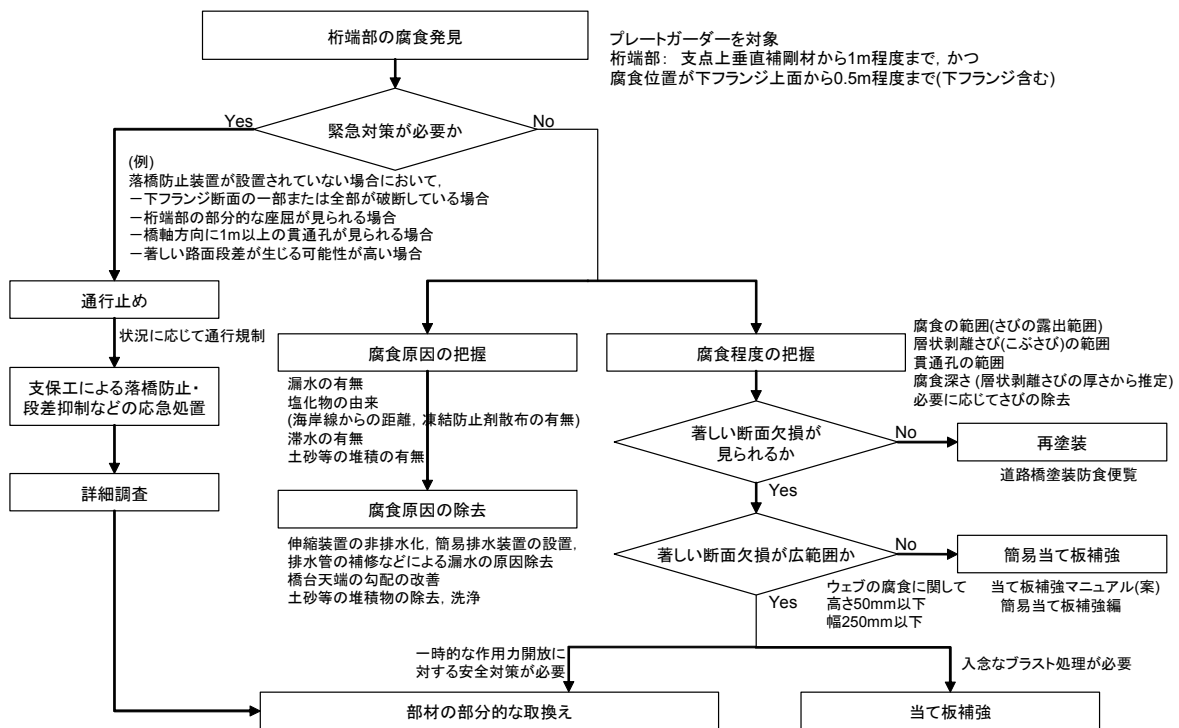 桁端部の腐食発見
プレートガーダーを対象
桁端部： 支点上垂直補剛材から1m程度まで，かつ
腐食位置が下フランジ上面から0.5m程度まで(下フランジ含む)
Yes
緊急対策が必要か
No
(例)
落橋防止装置が設置されていない場合において，
－下フランジ断面の一部または全部が破断している場合
－桁端部の部分的な座屈が見られる場合
－橋軸方向に1m以上の貫通孔が見られる場合
－著しい路面段差が生じる可能性が高い場合
通行止め
状況に応じて通行規制
支保工による落橋防止・
段差抑制などの応急処置
詳細調査
腐食原因の把握
漏水の有無
塩化物の由来
(海岸線からの距離，凍結防止剤散布の有無)
滞水の有無
土砂等の堆積の有無
腐食原因の除去
伸縮装置の非排水化，簡易排水装置の設置，
排水管の補修などによる漏水の原因除去
橋台天端の勾配の改善
土砂等の堆積物の除去，洗浄
腐食程度の把握
腐食の範囲(さびの露出範囲)
層状剥離さび(こぶさび)の範囲
貫通孔の範囲
腐食深さ (層状剥離さびの厚さから推定)
必要に応じてさびの除去
著しい断面欠損が
見られるか
No
再塗装
道路橋塗装防食便覧
Yes
著しい断面欠損が広範囲か
No
簡易当て板補強
当て板補強マニュアル(案)
簡易当て板補強編
ウェブの腐食に関して
高さ50mm以下
幅250mm以下
Yes
一時的な作用力開放に
対する安全対策が必要
入念なブラスト処理が必要
部材の部分的な取換え
当て板補強